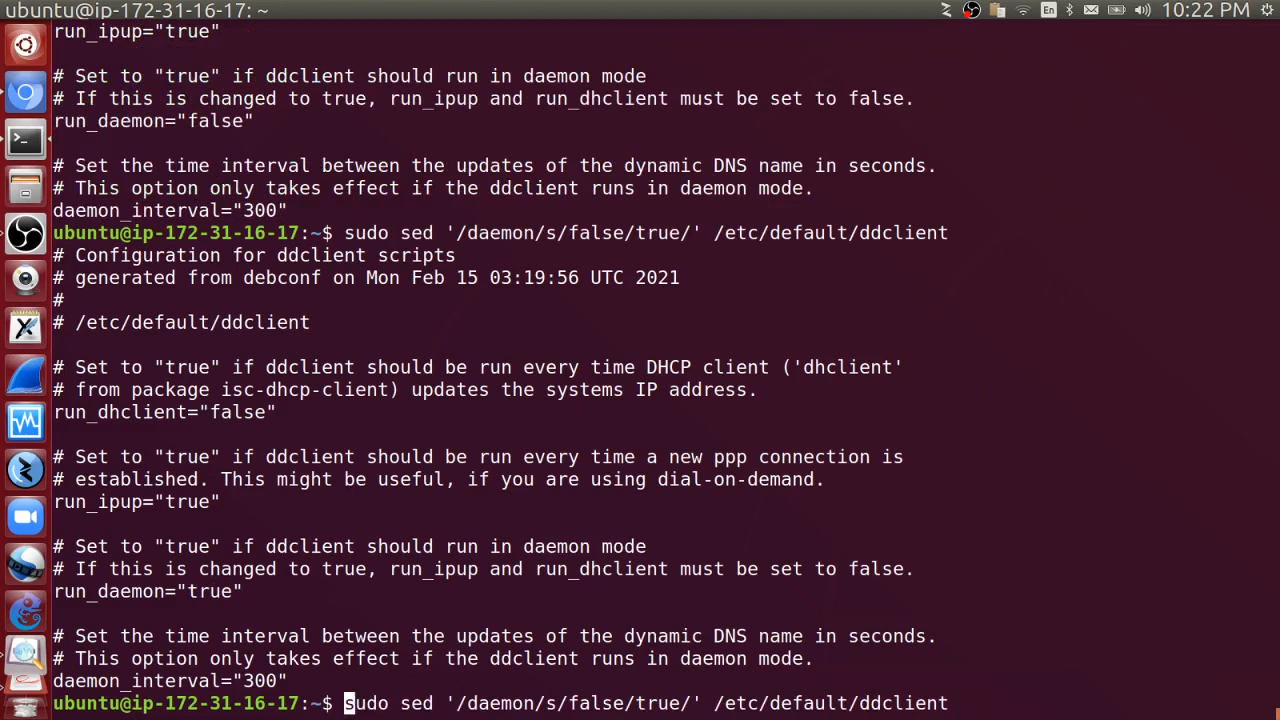 ubuntu@ip-172-31-16-17: ~
En
10:22 PM
run_ipup="true"
# Set to "true" if ddclient should run in daemon mode
# If this is changed to true, run_ipup and run_dhclient must be set to false.
run_daemon="false"
# Set the time interval between the updates of the dynamic DNS name in seconds.
# This option only takes effect if the ddclient runs in daemon mode.
daemon_interval="300"
ubuntu@ip-172-31-16-17:~$ sudo sed '/daemon/s/false/true/' /etc/default/ddclient
# Configuration for ddclient scripts
# generated from debconf on Mon Feb 15 03:19:56 UTC 2021
#
# /etc/default/ddclient
# Set to "true" if ddclient should be run every time DHCP client ('dhclient'
# from package isc-dhcp-client) updates the systems IP address.
run_dhclient="false"
# Set to "true" if ddclient should be run every time a new ppp connection is
# established. This might be useful, if you are using dial-on-demand.
run_ipup="true"
# Set to "true" if ddclient should run in daemon mode
# If this is changed to true, run_ipup and run_dhclient must be set to false.
run_daemon="true"
# Set the time interval between the updates of the dynamic DNS name in seconds.
# This option only takes effect if the ddclient runs in daemon mode.
daemon_interval="300"
ubuntu@ip-172-31-16-17:~$ sudo sed '/daemon/s/false/true/' /etc/default/ddclient